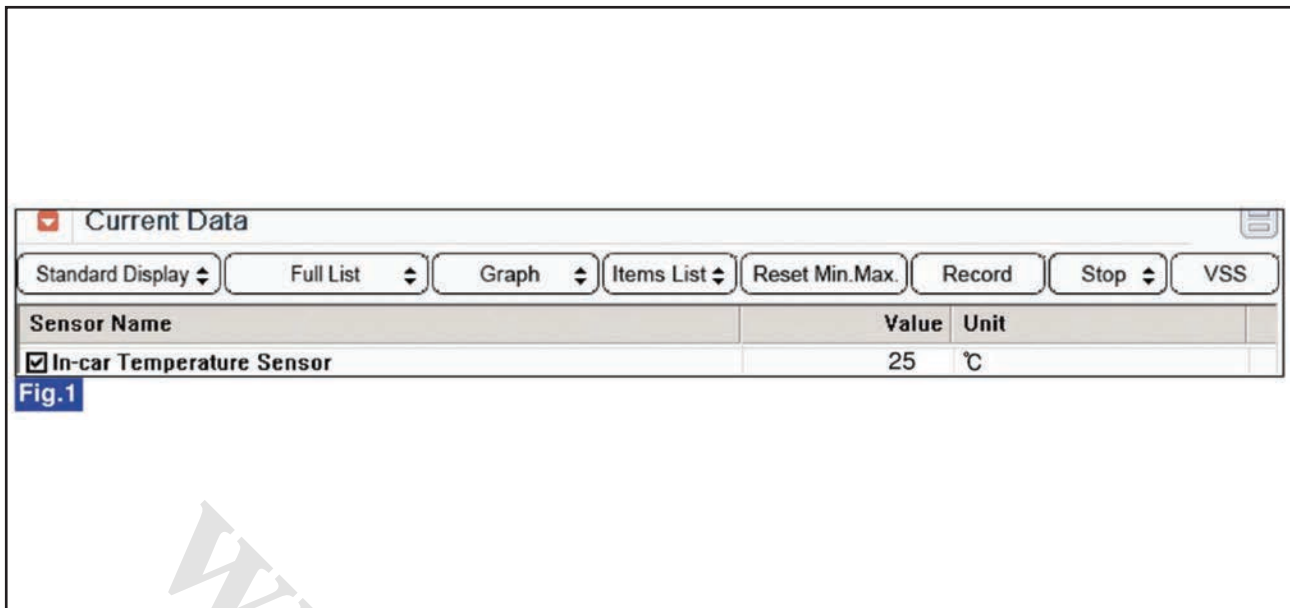 Current Data
Standard Display Full List Graph Items List Reset Min.Max. Record Stop VSS
Sensor Name Value Unit
In-car Temperature Sensor 25 ℃
Fig.1